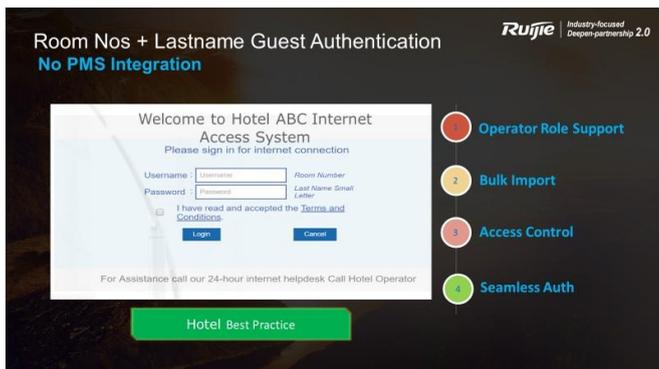 Room Nos + Lastname Guest Authentication
No PMS Integration
Ruijie
Industry-focused
Deepen-partnership 2.0
Welcome to Hotel ABC Internet
Access System
Please sign in for internet connection
Username : Username Room Number
Password : Password Last Name Small
Letter
I have read and accepted the Terms and
Conditions.
Login Cancel
For Assistance call our 24-hour internet helpdesk Call Hotel Operator
1 Operator Role Support
2 Bulk Import
3 Access Control
4 Seamless Auth
Hotel Best Practice